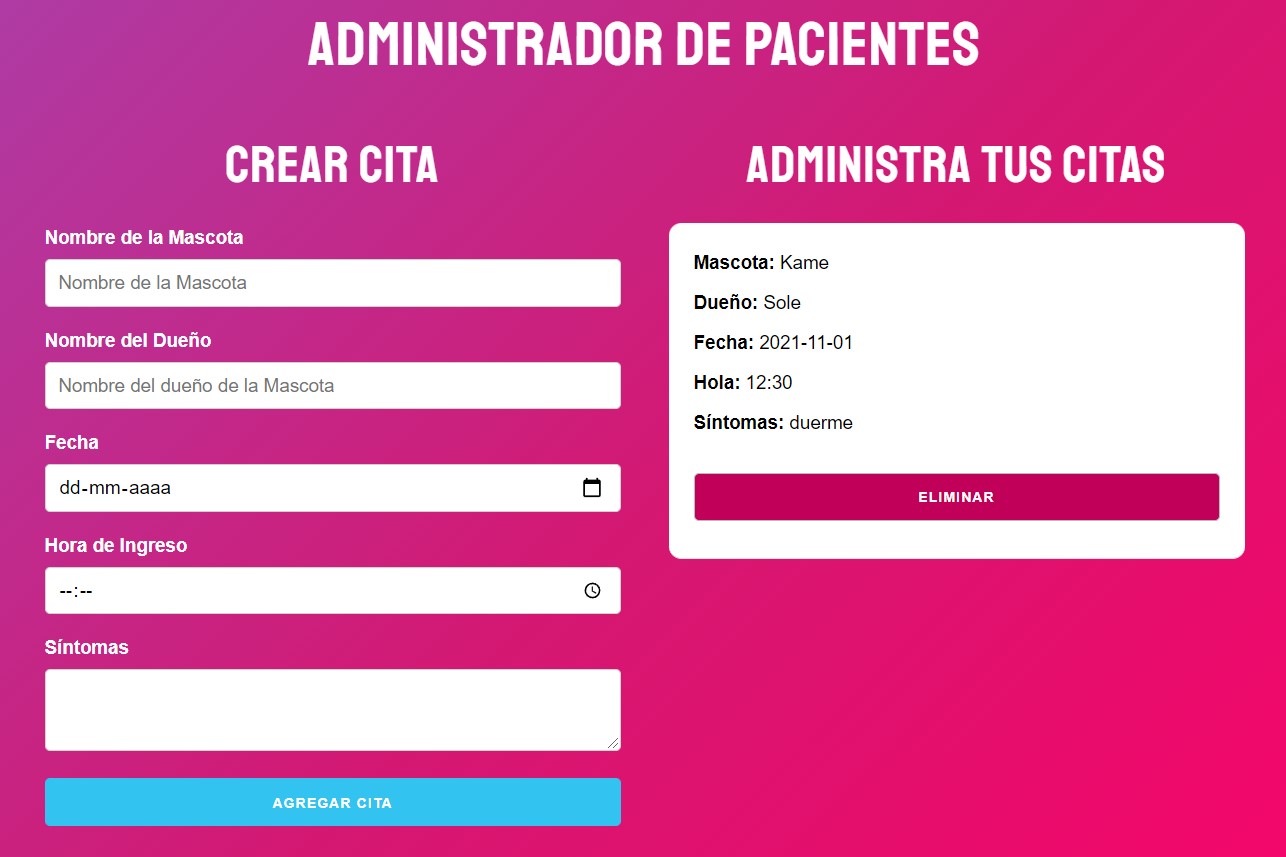 ADMINISTRADOR DE PACIENTES
CREAR CITA
Nombre de la Mascota
Nombre de la Mascota
Nombre del Dueño
Nombre del dueño de la Mascota
Fecha
dd-mm-aaaa
Hora de Ingreso
--:--
Síntomas
AGREGAR CITA
ADMINISTRA TUS CITAS
Mascota: Kame
Dueño: Sole
Fecha: 2021-11-01
Hola: 12:30
Síntomas: duerme
ELIMINAR